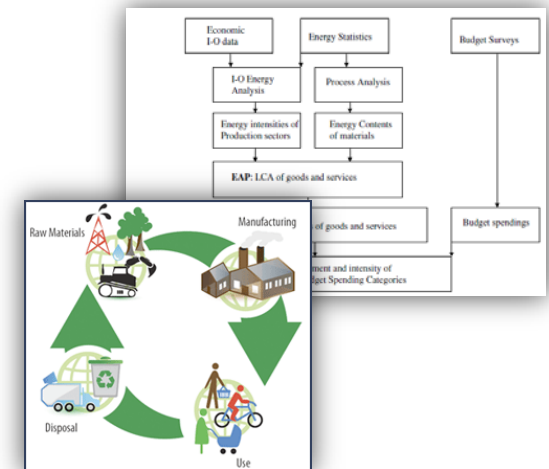 Economic
I-O data
Energy Statistics
Budget Surveys
I-O Energy
Analysis
Process Analysis
Energy intensities of
Production sectors
Energy Contents
of materials
EAP: LCA of goods and services
of goods and services
Budget spendings
ment and intensity of
dget Spending Categories
Raw Materials
Manufacturing
Disposal
Use